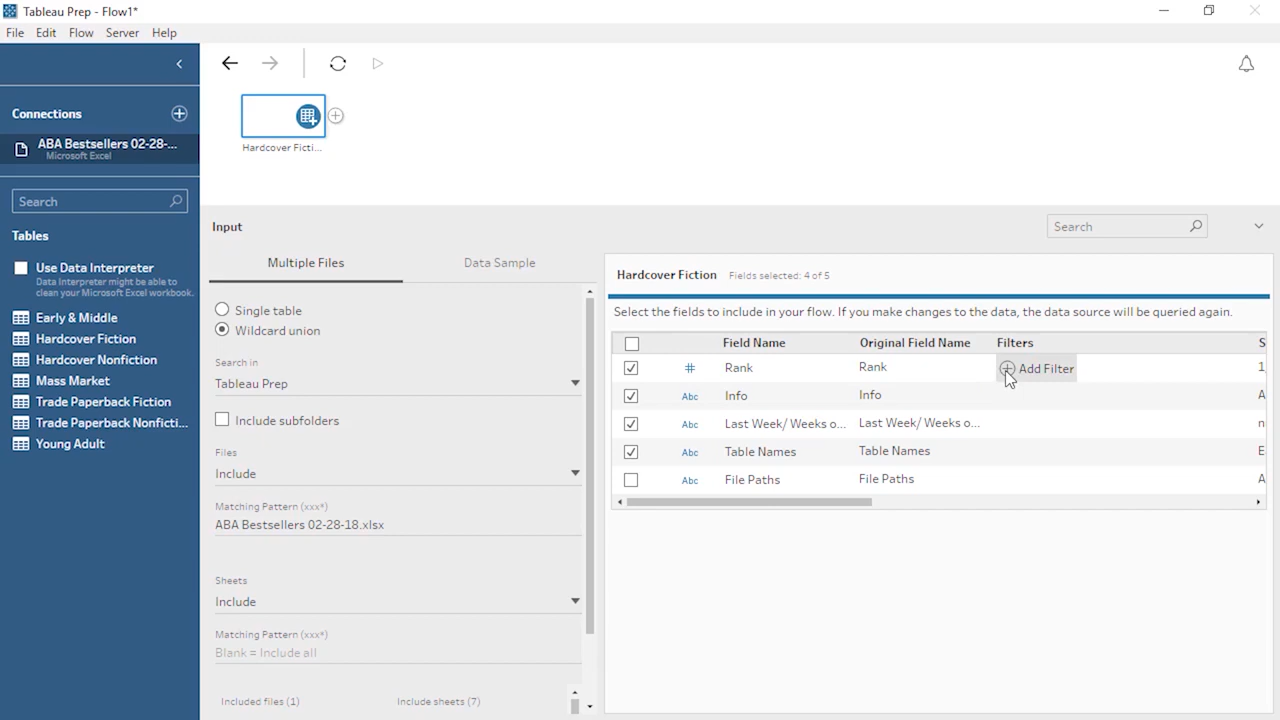 Tableau Prep - Flow1*
File Edit Flow Server Help
Connections
ABA Bestsellers 02-28-...
Microsoft Excel
Search
Tables
Use Data Interpreter
Data Interpreter might be able to
clean your Microsoft Excel workbook.
Early & Middle
Hardcover Fiction
Hardcover Nonfiction
Mass Market
Trade Paperback Fiction
Trade Paperback Nonficti...
Young Adult
Hardcover Ficti...
Input
Search
Multiple Files Data Sample
Single table
Wildcard union
Search in
Tableau Prep
Include subfolders
Files
Include
Matching Pattern (xxx*)
ABA Bestsellers 02-28-18.xlsx
Sheets
Include
Matching Pattern (xxx*)
Blank = Include all
Included files (1) Include sheets (7)
Hardcover Fiction Fields selected: 4 of 5
Select the fields to include in your flow. If you make changes to the data, the data source will be queried again.
Field Name Original Field Name Filters S
# Rank Rank Add Filter 1
Abc Info Info A
Abc Last Week/ Weeks o... Last Week/ Weeks o... n
Abc Table Names Table Names E
Abc File Paths File Paths A